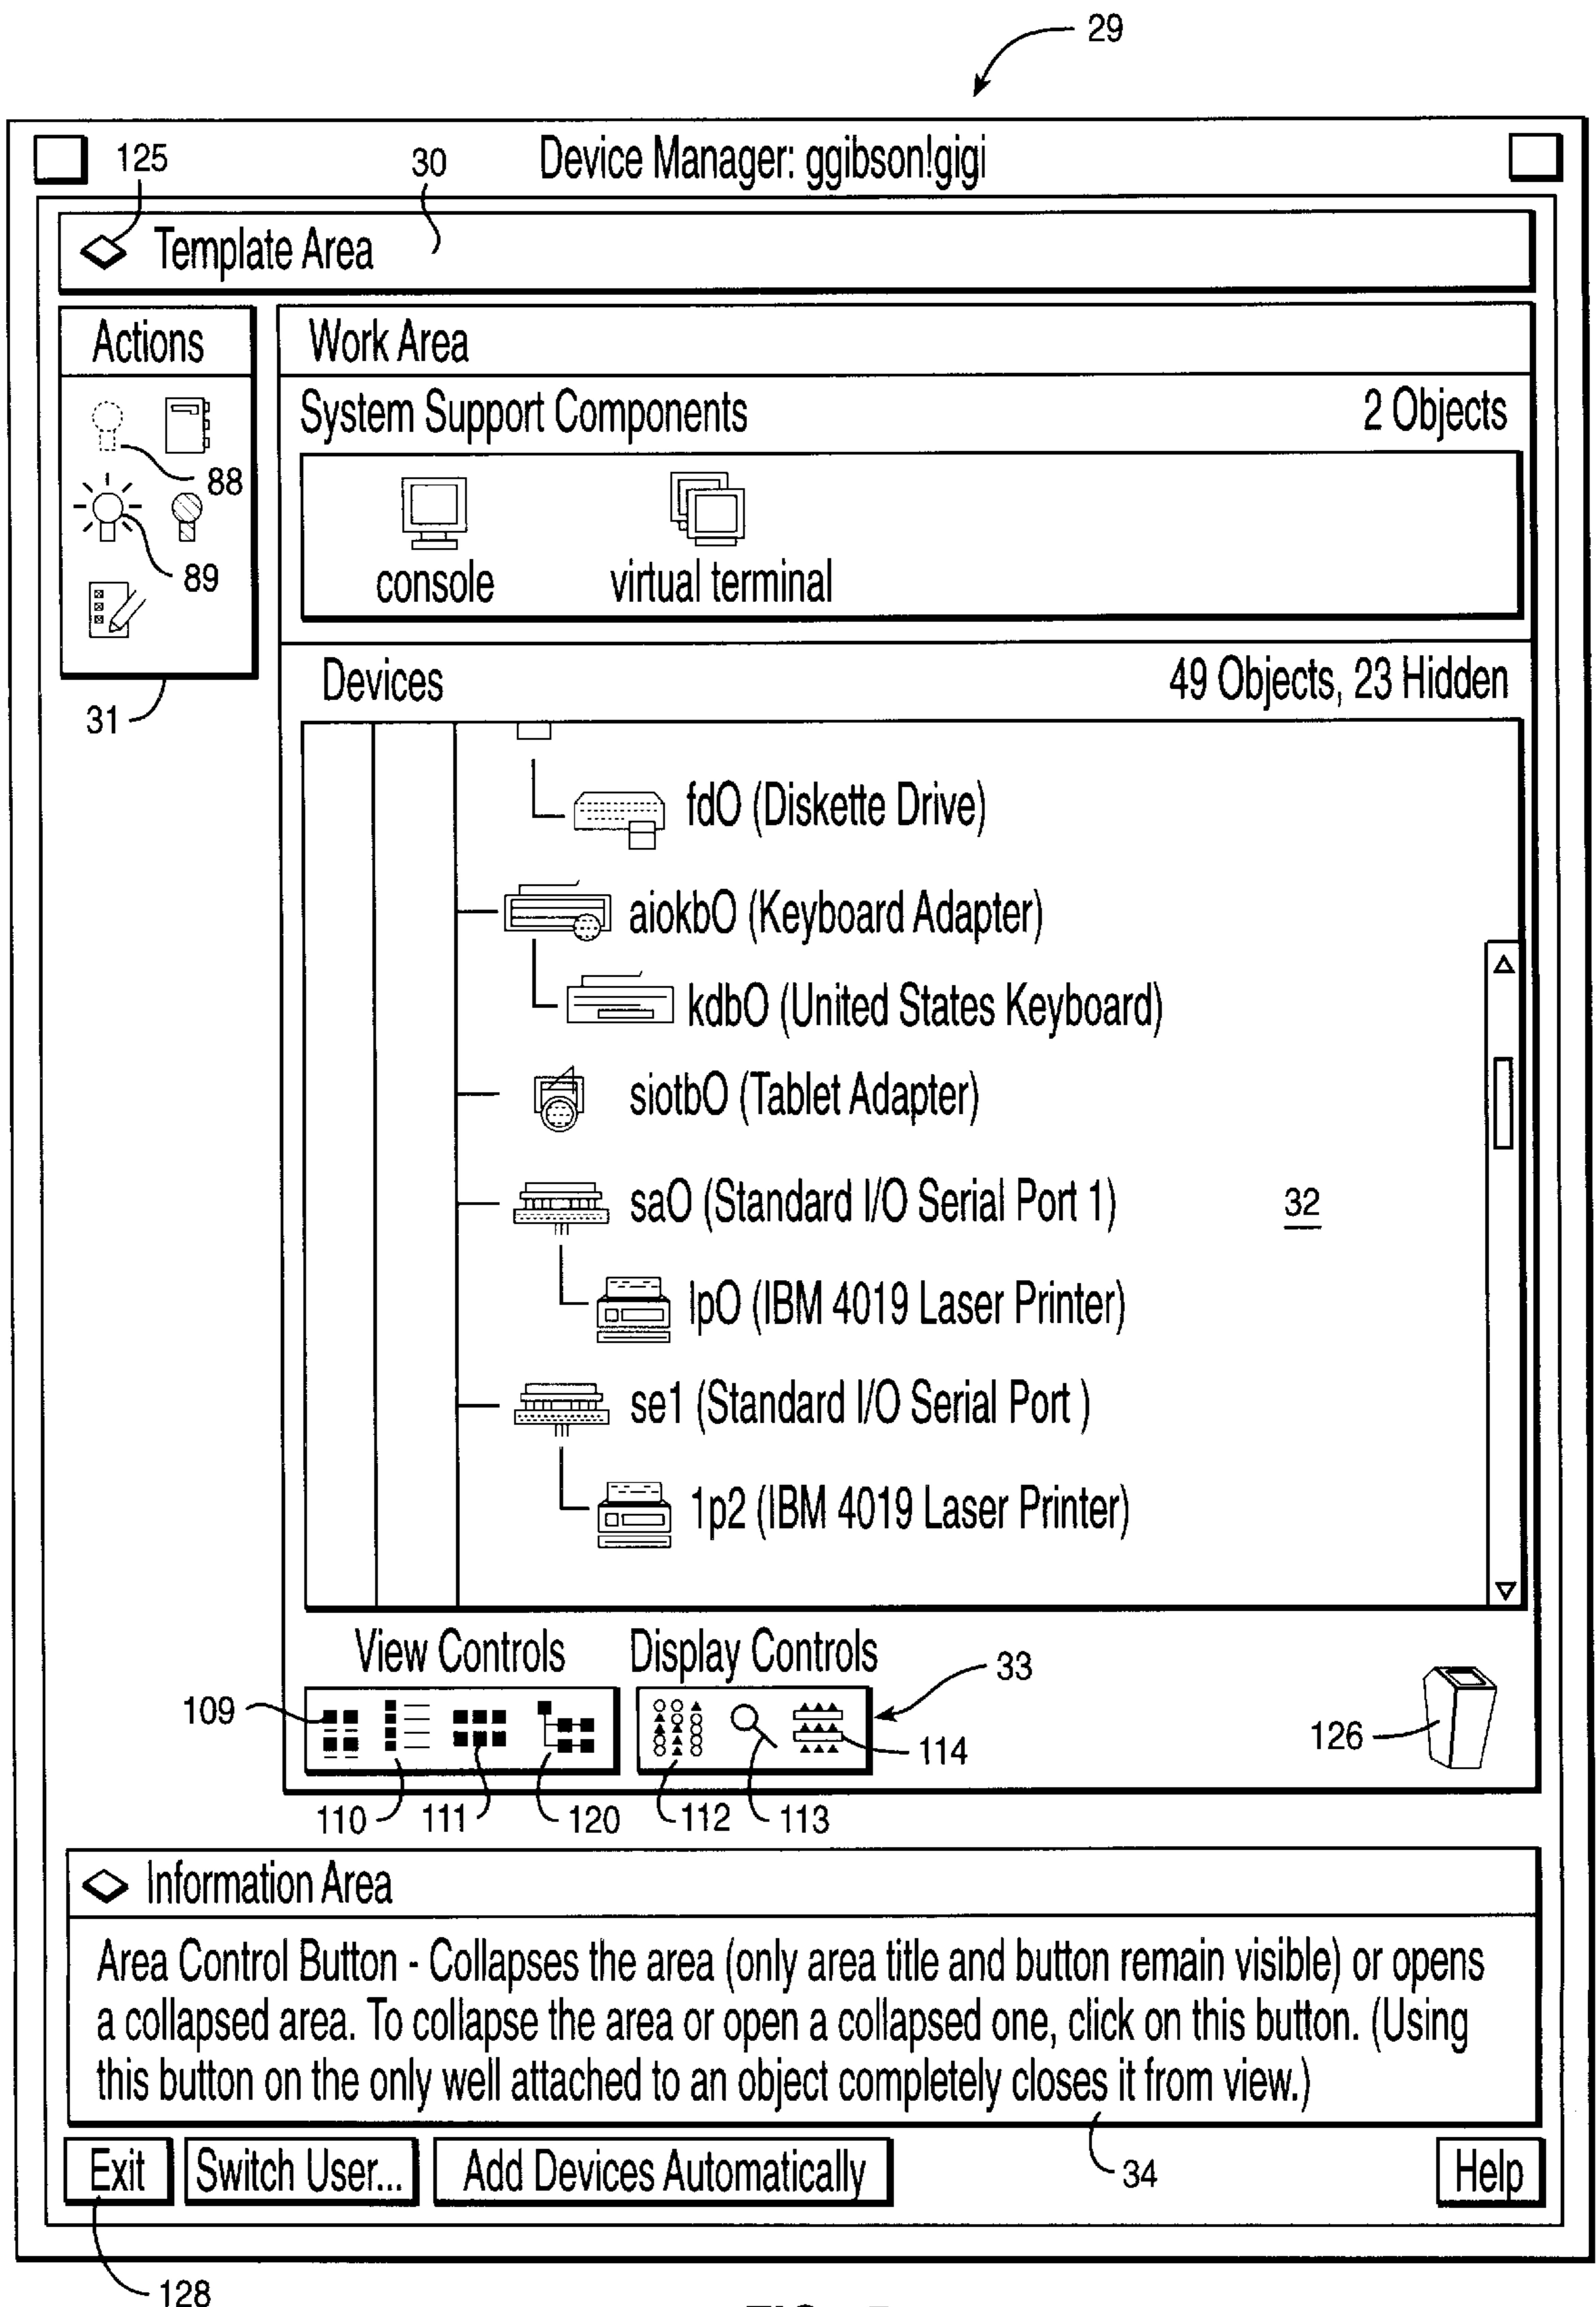 29
125
30
Device Manager: ggibson!gigi
Template Area
Actions
Work Area
System Support Components
2 Objects
88
89
console
virtual terminal
31
Devices
49 Objects, 23 Hidden
fdO (Diskette Drive)
aiokbO (Keyboard Adapter)
kdbO (United States Keyboard)
siotbO (Tablet Adapter)
saO (Standard I/O Serial Port 1)
32
lpO (IBM 4019 Laser Printer)
se1 (Standard I/O Serial Port )
1p2 (IBM 4019 Laser Printer)
View Controls
Display Controls
33
109
114
126
110
111
120
112
113
Information Area
Area Control Button - Collapses the area (only area title and button remain visible) or opens
a collapsed area. To collapse the area or open a collapsed one, click on this button. (Using
this button on the only well attached to an object completely closes it from view.)
Exit
Switch User...
Add Devices Automatically
34
Help
128